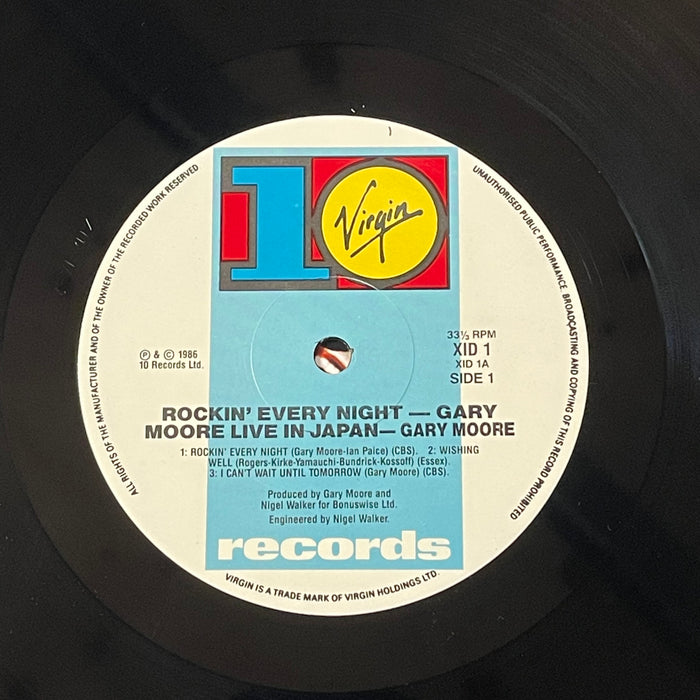 10
Virgin
33⅓ RPM
XID 1
XID 1A
SIDE 1
Ⓟ & © 1986
10 Records Ltd.
ROCKIN' EVERY NIGHT — GARY
MOORE LIVE IN JAPAN — GARY MOORE
1: ROCKIN' EVERY NIGHT (Gary Moore-Ian Paice) (CBS). 2: WISHING
WELL (Rogers-Kirke-Yamauchi-Bundrick-Kossoff) (Essex).
3: I CAN'T WAIT UNTIL TOMORROW (Gary Moore) (CBS).
Produced by Gary Moore and
Nigel Walker for Bonuswise Ltd.
Engineered by Nigel Walker.
records
ALL RIGHTS OF THE MANUFACTURER AND OF THE OWNER OF THE RECORDED WORK RESERVED
UNAUTHORISED PUBLIC PERFORMANCE, BROADCASTING AND COPYING OF THIS RECORD PROHIBITED
VIRGIN IS A TRADE MARK OF VIRGIN HOLDINGS LTD.